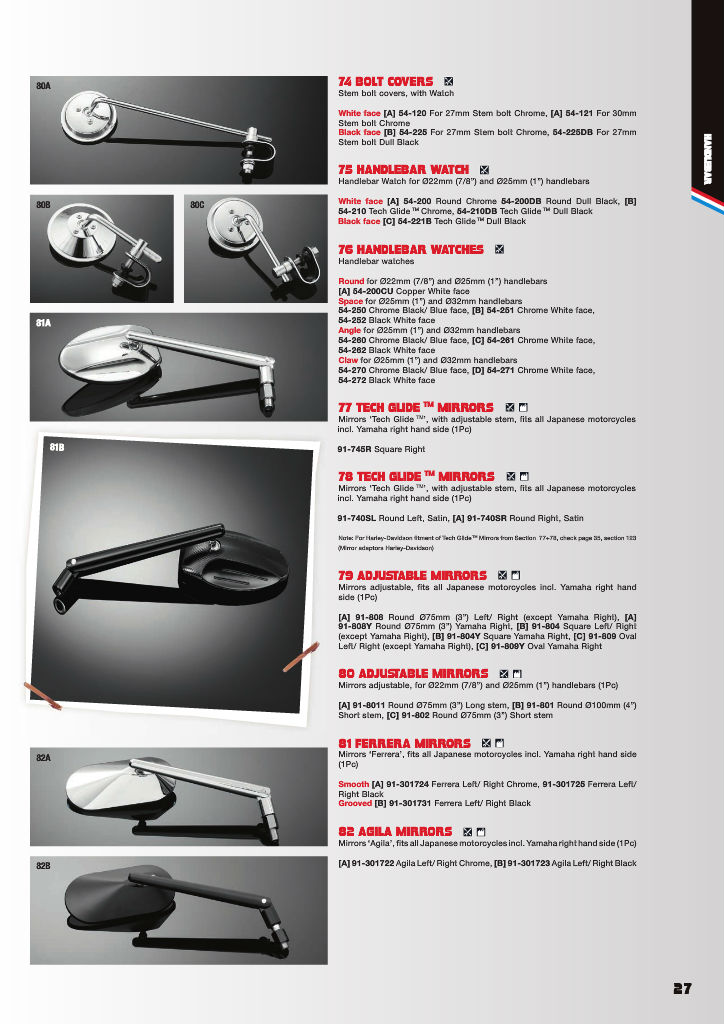 80A
80B
80C
81A
81B
82A
82B
74 BOLT COVERS
Stem bolt covers, with Watch
White face [A] 54-120 For 27mm Stem bolt Chrome, [A] 54-121 For 30mm
Stem bolt Chrome
Black face [B] 54-225 For 27mm Stem bolt Chrome, 54-225DB For 27mm
Stem bolt Dull Black
75 HANDLEBAR WATCH
Handlebar Watch for Ø22mm (7/8”) and Ø25mm (1”) handlebars
White face [A] 54-200 Round Chrome 54-200DB Round Dull Black, [B]
54-210 Tech Glide™ Chrome, 54-210DB Tech Glide™ Dull Black
Black face [C] 54-221B Tech Glide™ Dull Black
76 HANDLEBAR WATCHES
Handlebar watches
Round for Ø22mm (7/8”) and Ø25mm (1”) handlebars
[A] 54-200CU Copper White face
Space for Ø25mm (1”) and Ø32mm handlebars
54-250 Chrome Black/ Blue face, [B] 54-251 Chrome White face,
54-252 Black White face
Angle for Ø25mm (1”) and Ø32mm handlebars
54-260 Chrome Black/ Blue face, [C] 54-261 Chrome White face,
54-262 Black White face
Claw for Ø25mm (1”) and Ø32mm handlebars
54-270 Chrome Black/ Blue face, [D] 54-271 Chrome White face,
54-272 Black White face
77 TECH GLIDE™ MIRRORS
Mirrors ‘Tech Glide™’, with adjustable stem, fits all Japanese motorcycles
incl. Yamaha right hand side (1Pc)
91-745R Square Right
78 TECH GLIDE™ MIRRORS
Mirrors ‘Tech Glide™’, with adjustable stem, fits all Japanese motorcycles
incl. Yamaha right hand side (1Pc)
91-740SL Round Left, Satin, [A] 91-740SR Round Right, Satin
Note: For Harley-Davidson fitment of Tech Glide™ Mirrors from Section 77+78, check page 35, section 123
(Mirror adaptors Harley-Davidson)
79 ADJUSTABLE MIRRORS
Mirrors adjustable, fits all Japanese motorcycles incl. Yamaha right hand
side (1Pc)
[A] 91-808 Round Ø75mm (3”) Left/ Right (except Yamaha Right), [A]
91-808Y Round Ø75mm (3”) Yamaha Right, [B] 91-804 Square Left/ Right
(except Yamaha Right), [B] 91-804Y Square Yamaha Right, [C] 91-809 Oval
Left/ Right (except Yamaha Right), [C] 91-809Y Oval Yamaha Right
80 ADJUSTABLE MIRRORS
Mirrors adjustable, for Ø22mm (7/8”) and Ø25mm (1”) handlebars (1Pc)
[A] 91-8011 Round Ø75mm (3”) Long stem, [B] 91-801 Round Ø100mm (4”)
Short stem, [C] 91-802 Round Ø75mm (3”) Short stem
81 FERRERA MIRRORS
Mirrors ‘Ferrera’, fits all Japanese motorcycles incl. Yamaha right hand side
(1Pc)
Smooth [A] 91-301724 Ferrera Left/ Right Chrome, 91-301725 Ferrera Left/
Right Black
Grooved [B] 91-301731 Ferrera Left/ Right Black
82 AGILA MIRRORS
Mirrors ‘Agila’, fits all Japanese motorcycles incl. Yamaha right hand side (1Pc)
[A] 91-301722 Agila Left/ Right Chrome, [B] 91-301723 Agila Left/ Right Black
HANDLEBAR
27